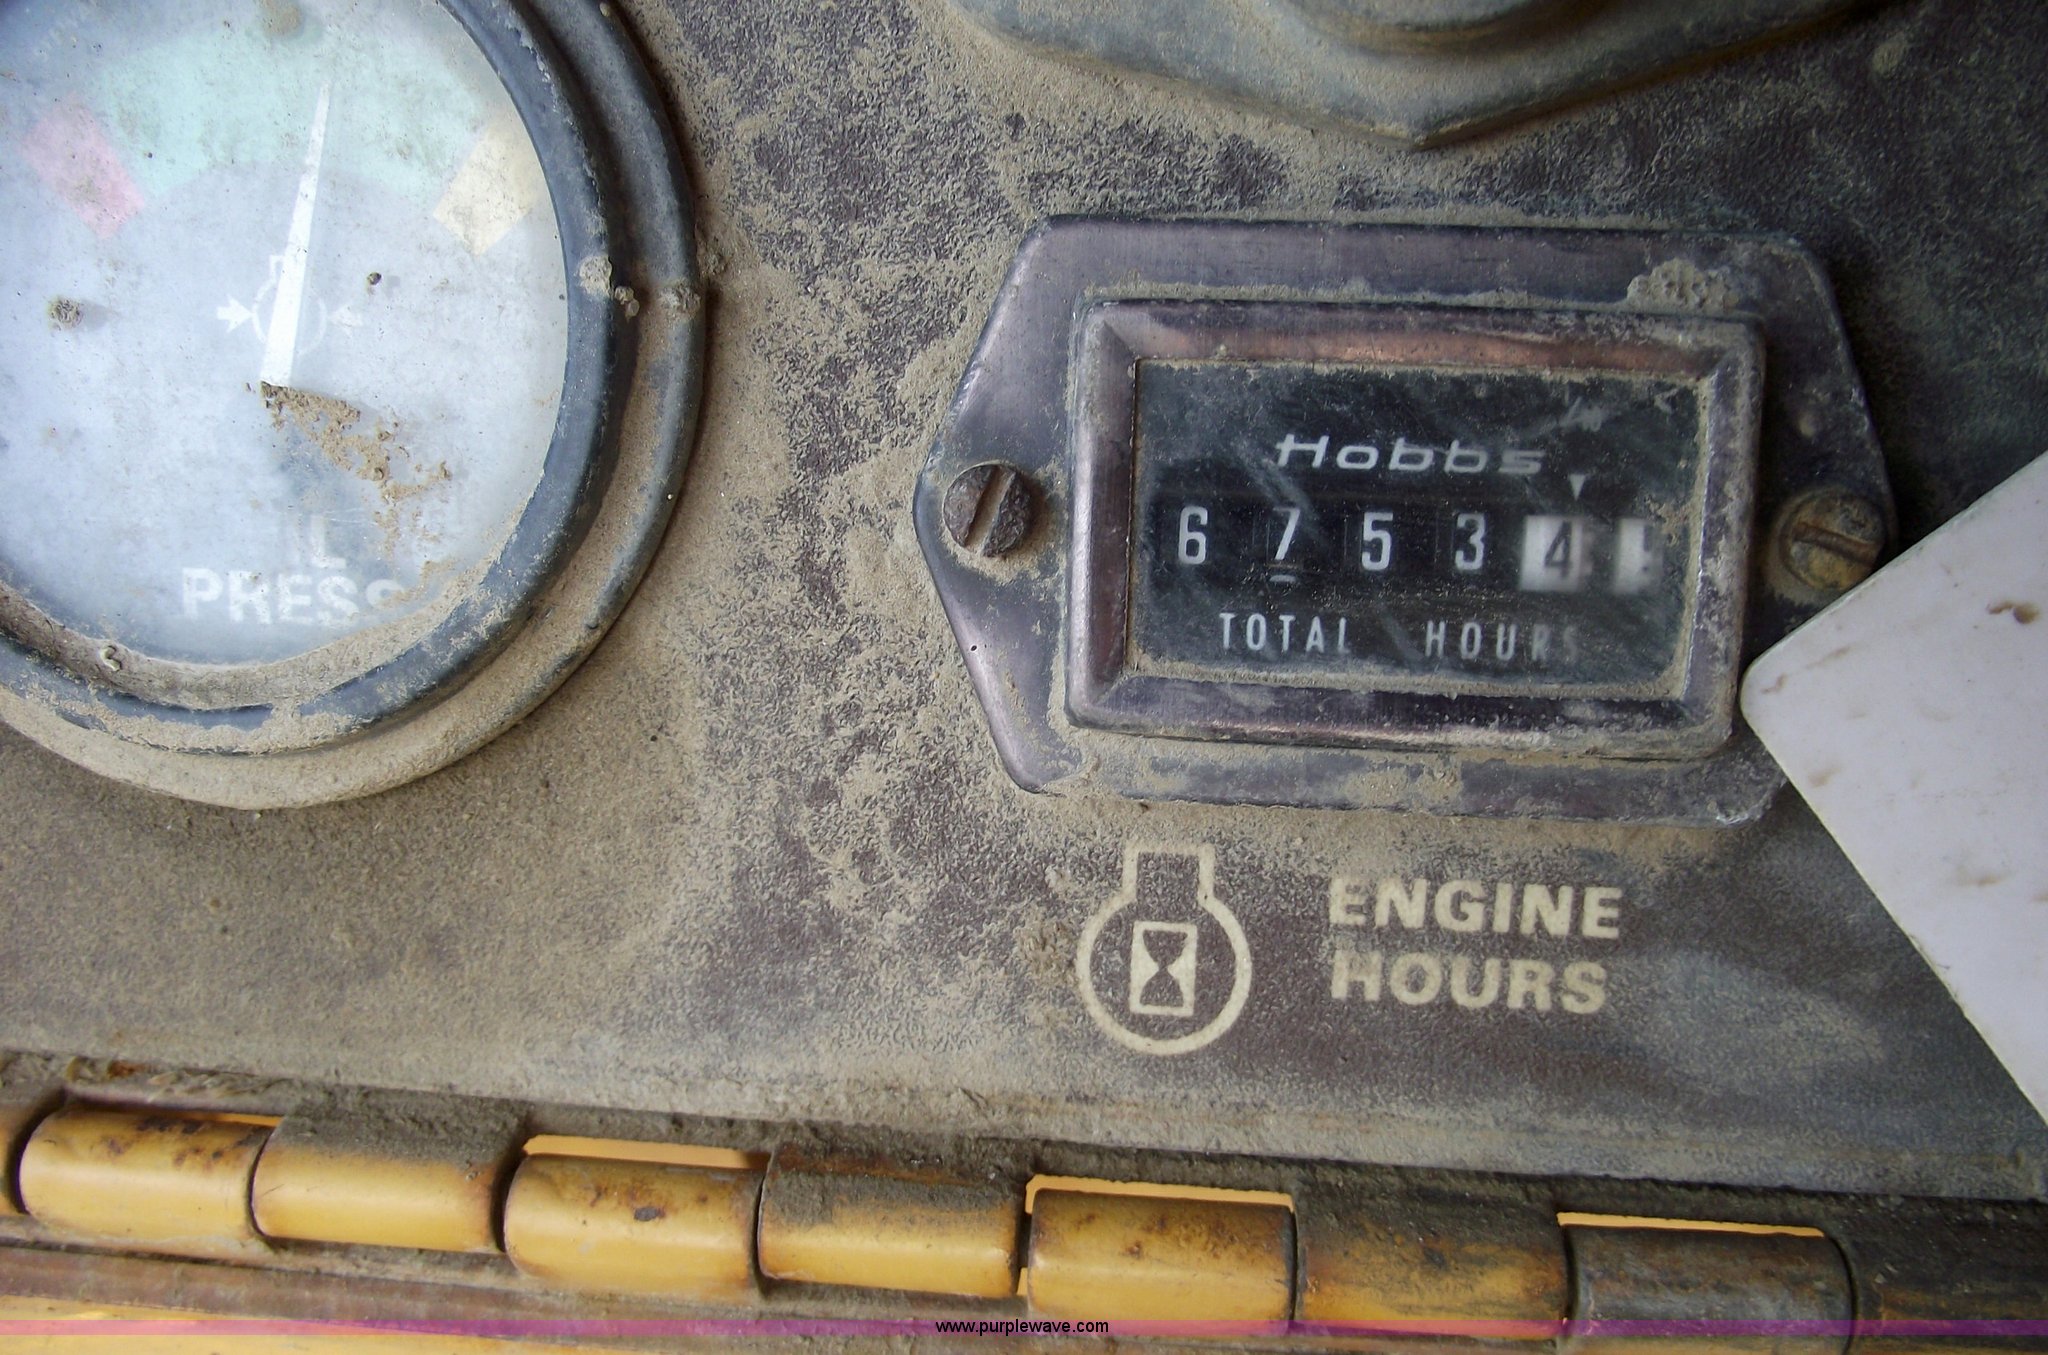 PRESS
Hobbs
6 7 5 3 4
TOTAL HOURS
ENGINE
HOURS
www.purplewave.com